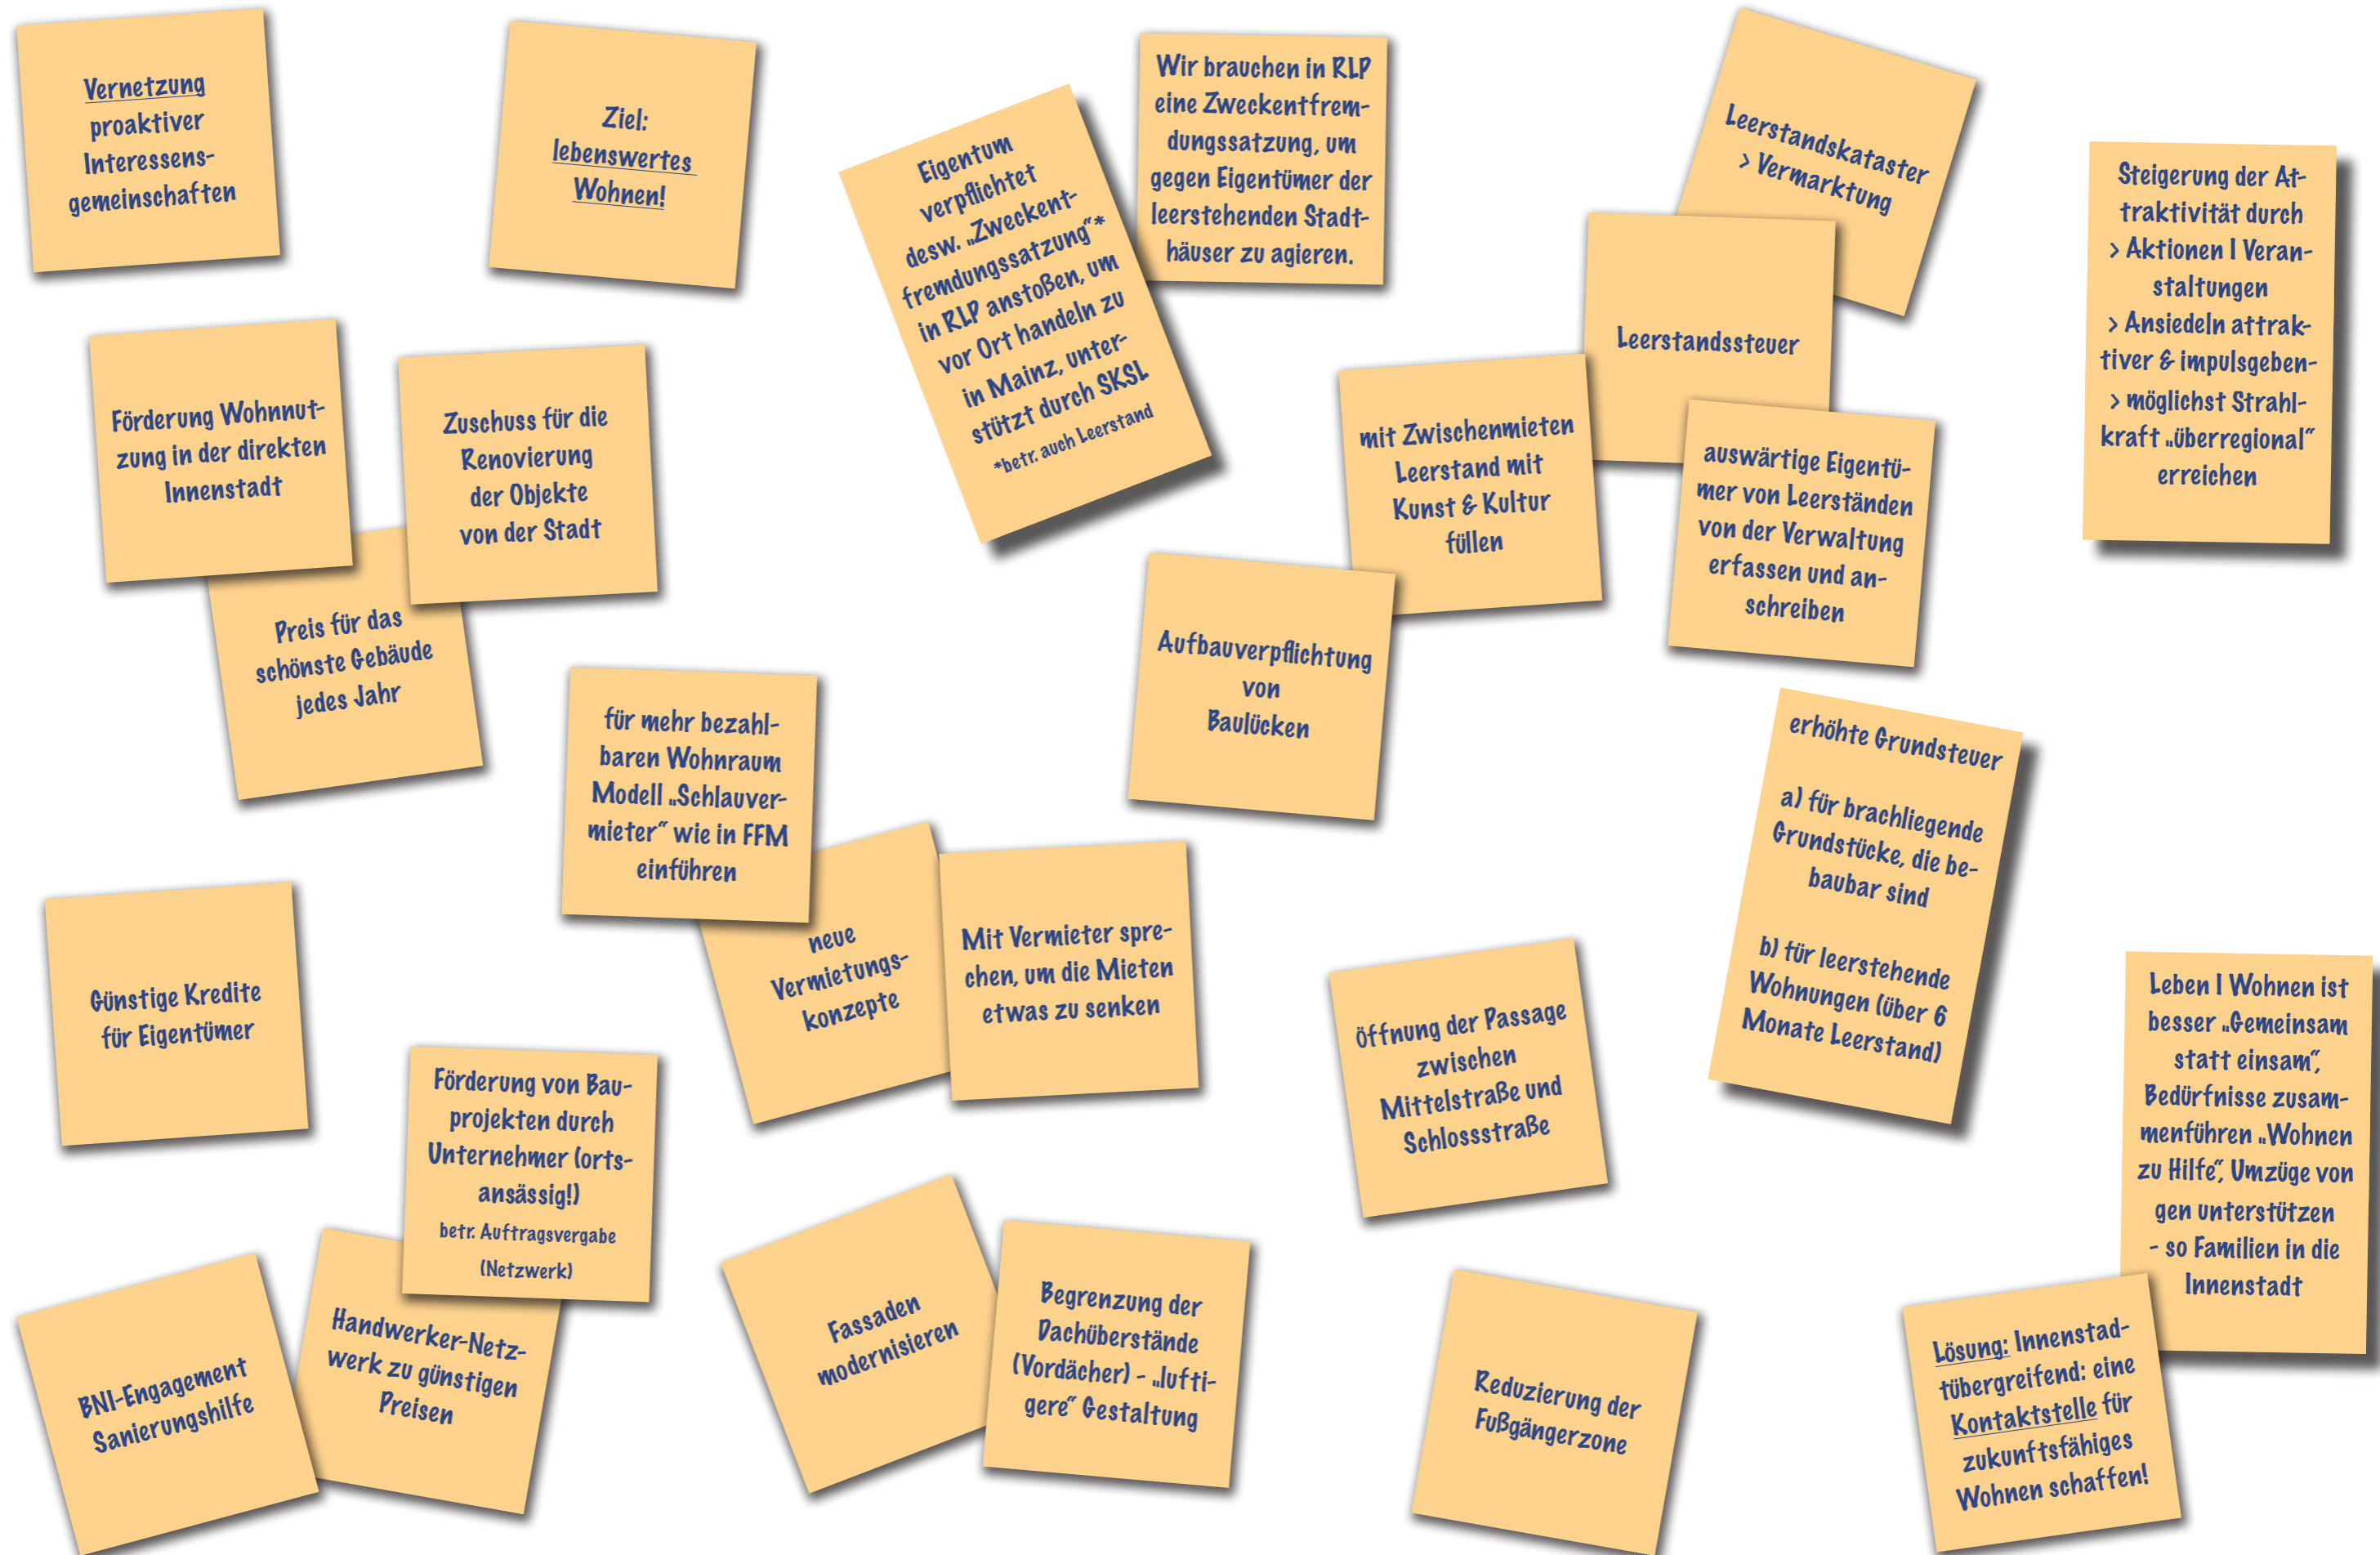 Vernetzung
proaktiver
Interessens-
gemeinschaften
Ziel:
lebenswertes
Wohnen!
Eigentum
verpflichtet
desw. „Zweckent-
fremdungssatzung“*
in RLP anstoßen, um
vor Ort handeln zu
in Mainz, unter-
stützt durch SKSL
*betr. auch Leerstand
Wir brauchen in RLP
eine Zweckentfrem-
dungssatzung, um
gegen Eigentümer der
leerstehenden Stadt-
häuser zu agieren.
Leerstandskataster
> Vermarktung
Leerstandssteuer
mit Zwischenmieten
Leerstand mit
Kunst & Kultur
füllen
auswärtige Eigentü-
mer von Leerständen
von der Verwaltung
erfassen und an-
schreiben
Steigerung der At-
traktivität durch
> Aktionen I Veran-
staltungen
> Ansiedeln attrak-
tiver & impulsgeben-
> möglichst Strahl-
kraft „überregional“
erreichen
Förderung Wohnnut-
zung in der direkten
Innenstadt
Zuschuss für die
Renovierung
der Objekte
von der Stadt
Preis für das
schönste Gebäude
jedes Jahr
für mehr bezahl-
baren Wohnraum
Modell „Schlauver-
mieter“ wie in FFM
einführen
neue
Vermietungs-
konzepte
Mit Vermieter spre-
chen, um die Mieten
etwas zu senken
Aufbauverpflichtung
von
Baulücken
erhöhte Grundsteuer
a) für brachliegende
Grundstücke, die be-
baubar sind
b) für leerstehende
Wohnungen (über 6
Monate Leerstand)
Günstige Kredite
für Eigentümer
Förderung von Bau-
projekten durch
Unternehmer (orts-
ansässig!)
betr. Auftragsvergabe
(Netzwerk)
Handwerker-Netz-
werk zu günstigen
Preisen
BNI-Engagement
Sanierungshilfe
Fassaden
modernisieren
Begrenzung der
Dachüberstände
(Vordächer) - „lufti-
gere“ Gestaltung
öffnung der Passage
zwischen
Mittelstraße und
Schlossstraße
Reduzierung der
Fußgängerzone
Leben I Wohnen ist
besser „Gemeinsam
statt einsam“,
Bedürfnisse zusam-
menführen „Wohnen
zu Hilfe“, Umzüge von
gen unterstützen
- so Familien in die
Innenstadt
Lösung: Innenstad-
tübergreifend: eine
Kontaktstelle für
zukunftsfähiges
Wohnen schaffen!